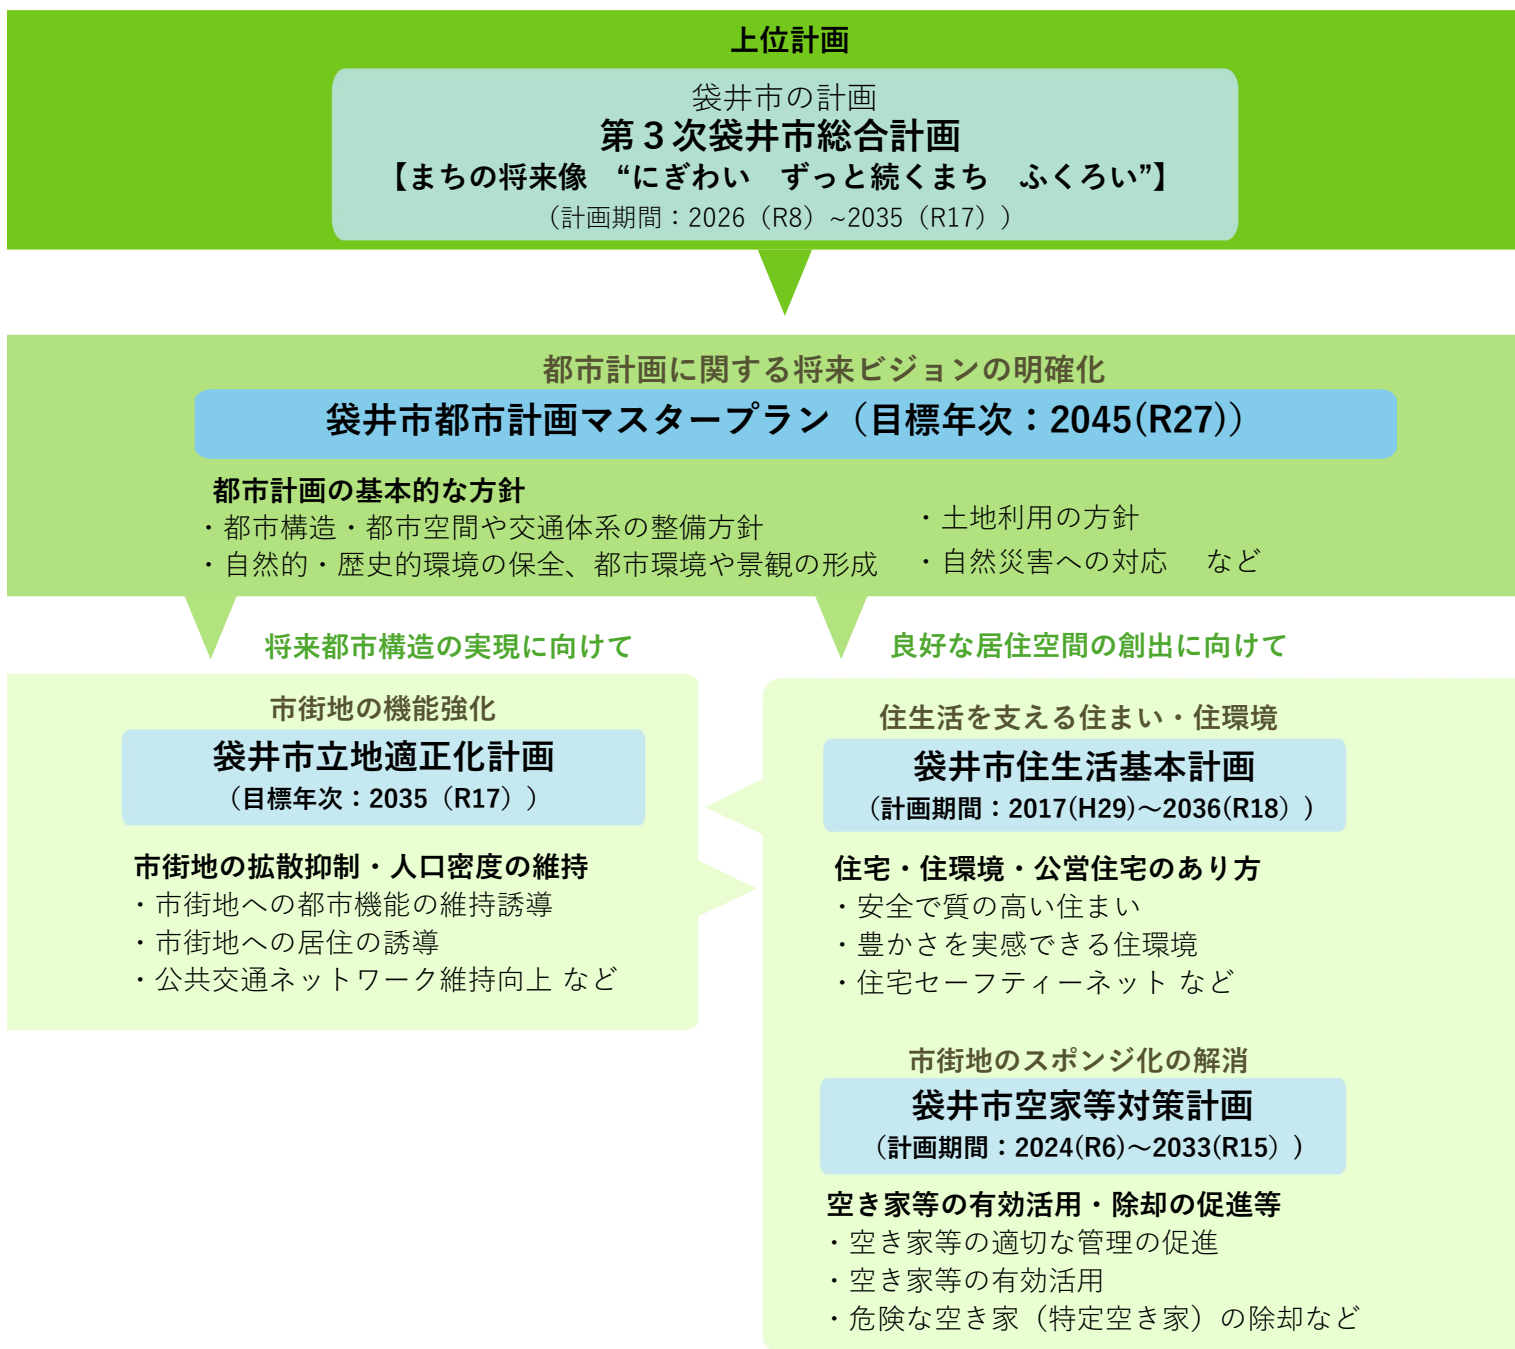 上位計画
袋井市の計画
第３次袋井市総合計画
【まちの将来像　“にぎわい　ずっと続くまち　ふくろい”】
（計画期間：2026（R8）~2035（R17））
都市計画に関する将来ビジョンの明確化
袋井市都市計画マスタープラン（目標年次：2045(R27)）
都市計画の基本的な方針
・都市構造・都市空間や交通体系の整備方針
・自然的・歴史的環境の保全、都市環境や景観の形成
・土地利用の方針
・自然災害への対応　など
将来都市構造の実現に向けて
市街地の機能強化
袋井市立地適正化計画
（目標年次：2035（R17））
市街地の拡散抑制・人口密度の維持
・市街地への都市機能の維持誘導
・市街地への居住の誘導
・公共交通ネットワーク維持向上 など
良好な居住空間の創出に向けて
住生活を支える住まい・住環境
袋井市住生活基本計画
（計画期間：2017(H29)～2036(R18））
住宅・住環境・公営住宅のあり方
・安全で質の高い住まい
・豊かさを実感できる住環境
・住宅セーフティーネット など
市街地のスポンジ化の解消
袋井市空家等対策計画
（計画期間：2024(R6)～2033(R15））
空き家等の有効活用・除却の促進等
・空き家等の適切な管理の促進
・空き家等の有効活用
・危険な空き家（特定空き家）の除却など